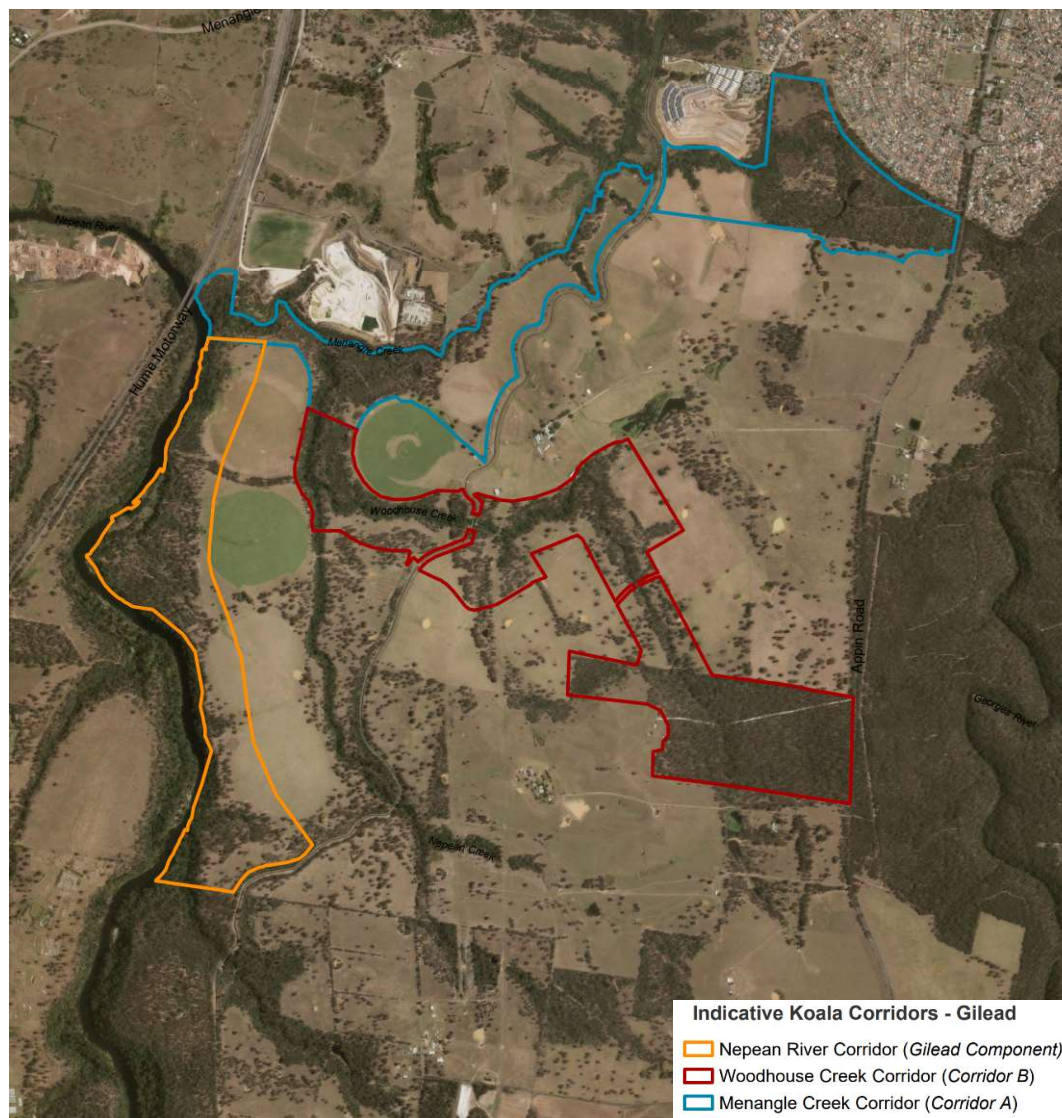 Menangle
Nepean River
Hume Motorway
Menangle Creek
Woodhouse Creek
Appin Road
Georges River
Nepean Creek
Indicative Koala Corridors - Gilead
Nepean River Corridor (Gilead Component)
Woodhouse Creek Corridor (Corridor B)
Menangle Creek Corridor (Corridor A)